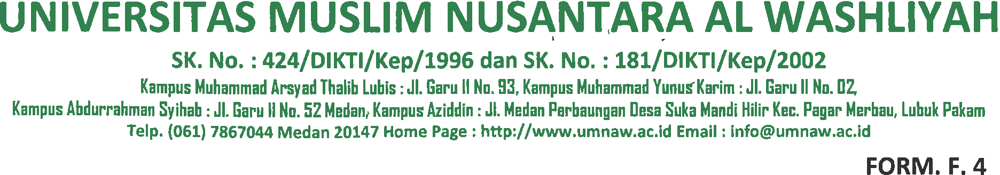 UNIVERSITAS MUSLIM NUSANTARA AL WASHLIYAH
SK. No. : 424/DIKTI/Kep/1996 dan SK. No. : 181/DIKTI/Kep/2002
Kampus Muhammad Arsyad Thalib Lubis : Jl. Garu II No. 93, Kampus Muhammad Yunus Karim : Jl. Garu II No. 02,
Kampus Abdurrahman Syihab : Jl. Garu II No. 52 Medan, Kampus Aziddin : Jl. Medan Perbaungan Desa Suka Mandi Hilir Kec. Pagar Merbau, Lubuk Pakam
Telp. (061) 7867044 Medan 20147 Home Page : http://www.umnaw.ac.id Email : info@umnaw.ac.id
FORM. F. 4